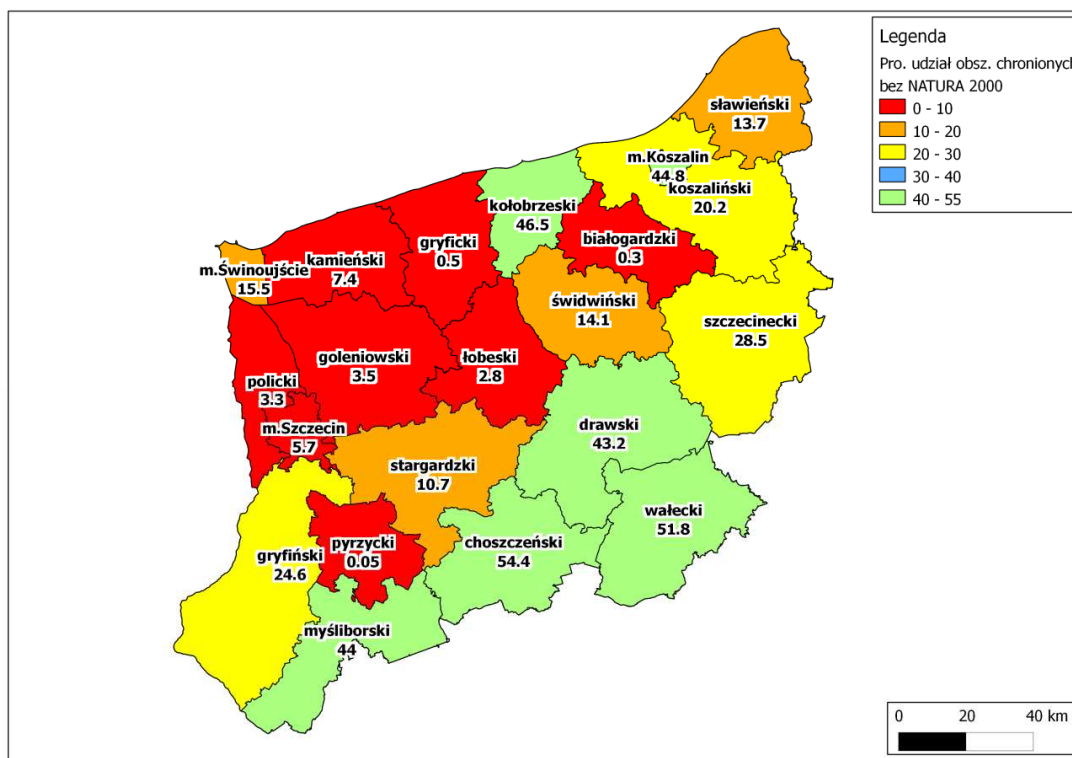 Legenda
Pro. udział obsz. chronionych
bez NATURA 2000
0 - 10
10 - 20
20 - 30
30 - 40
40 - 55
sławieński
13.7
m.Koszalin
44.8
koszaliński
20.2
kołobrzeski
46.5
białogardzki
0.3
gryficki
0.5
kamieński
7.4
m.Świnoujście
15.5
świdwiński
14.1
szczecinecki
28.5
goleniowski
3.5
łobeski
2.8
policki
3.3
m.Szczecin
5.7
drawski
43.2
stargardzki
10.7
wałecki
51.8
pyrzycki
0.05
choszczeński
54.4
gryfiński
24.6
myśliborski
44
0 20 40 km